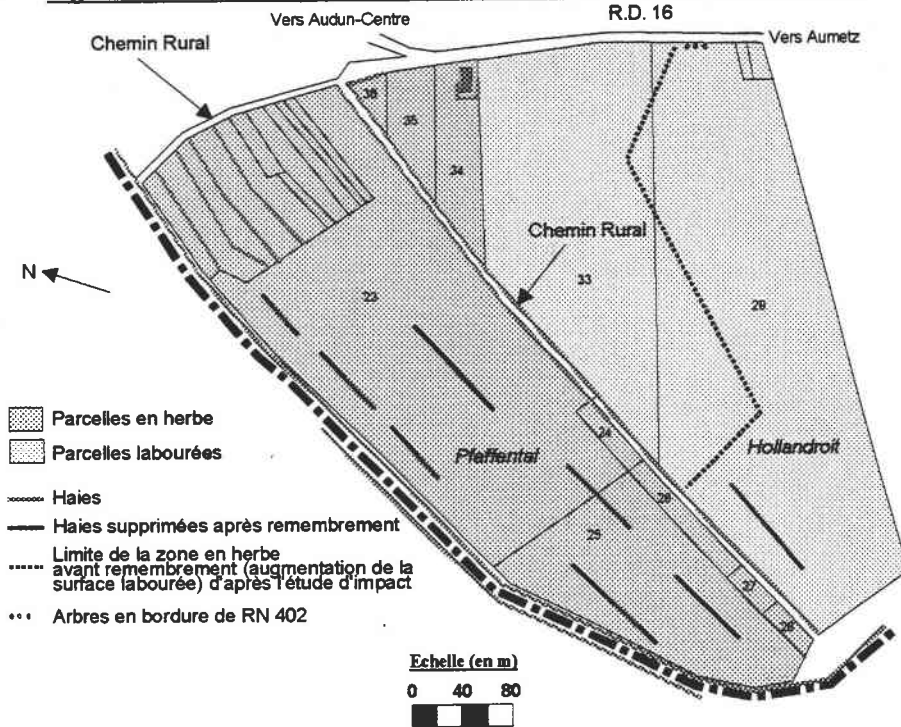 R.D. 16
Vers Audun-Centre
Vers Aumetz
Chemin Rural
36
35
34
Chemin Rural
N
33
23
29
24
Pfaffental
Hollandroit
26
25
27
28
Parcelles en herbe
Parcelles labourées
Haies
Haies supprimées après remembrement
Limite de la zone en herbe
avant remembrement (augmentation de la
surface labourée) d'après l'étude d'impact
Arbres en bordure de RN 402
Echelle (en m)
0 40 80